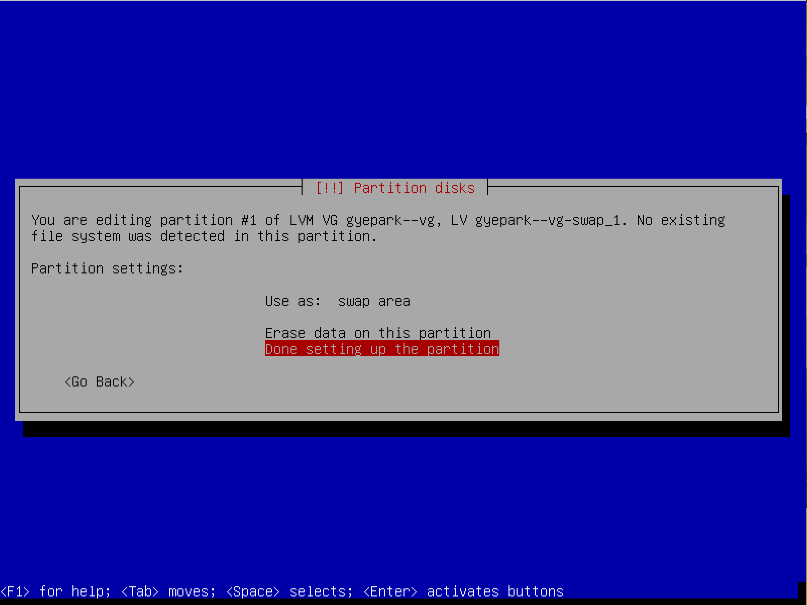 [!!] Partition disks
You are editing partition #1 of LVM VG gyepark--vg, LV gyepark--vg-swap_1. No existing
file system was detected in this partition.
Partition settings:
Use as: swap area
Erase data on this partition
Done setting up the partition
<Go Back>
<F1> for help; <Tab> moves; <Space> selects; <Enter> activates buttons